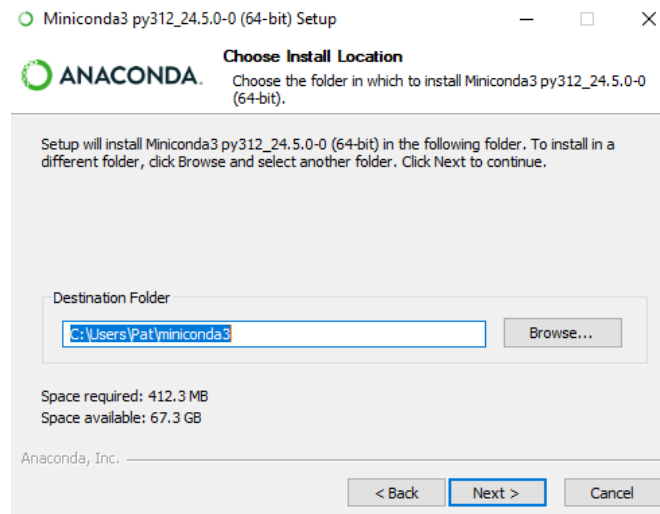 Miniconda3 py312_24.5.0-0 (64-bit) Setup
ANACONDA.
Choose Install Location
Choose the folder in which to install Miniconda3 py312_24.5.0-0
(64-bit).
Setup will install Miniconda3 py312_24.5.0-0 (64-bit) in the following folder. To install in a
different folder, click Browse and select another folder. Click Next to continue.
Destination Folder
C:\Users\Pat\miniconda3
Browse...
Space required: 412.3 MB
Space available: 67.3 GB
Anaconda, Inc.
< Back
Next >
Cancel